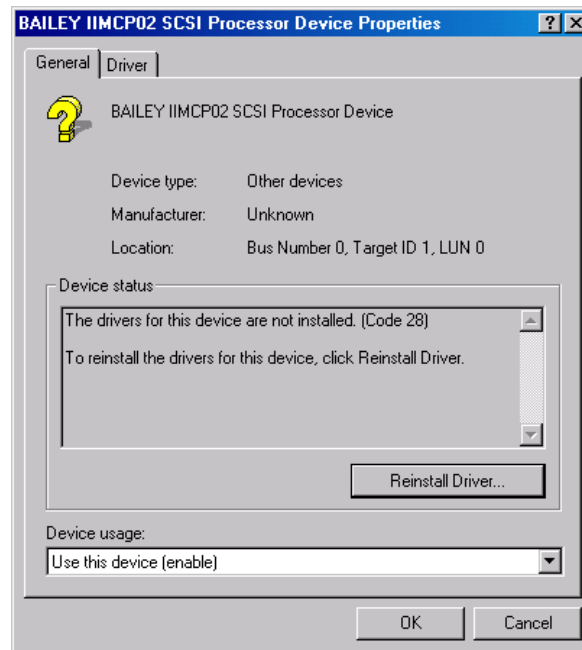 BAILEY IIMCP02 SCSI Processor Device Properties
General
Driver
BAILEY IIMCP02 SCSI Processor Device
Device type: Other devices
Manufacturer: Unknown
Location: Bus Number 0, Target ID 1, LUN 0
Device status
The drivers for this device are not installed. (Code 28)
To reinstall the drivers for this device, click Reinstall Driver.
Reinstall Driver...
Device usage:
Use this device (enable)
OK
Cancel